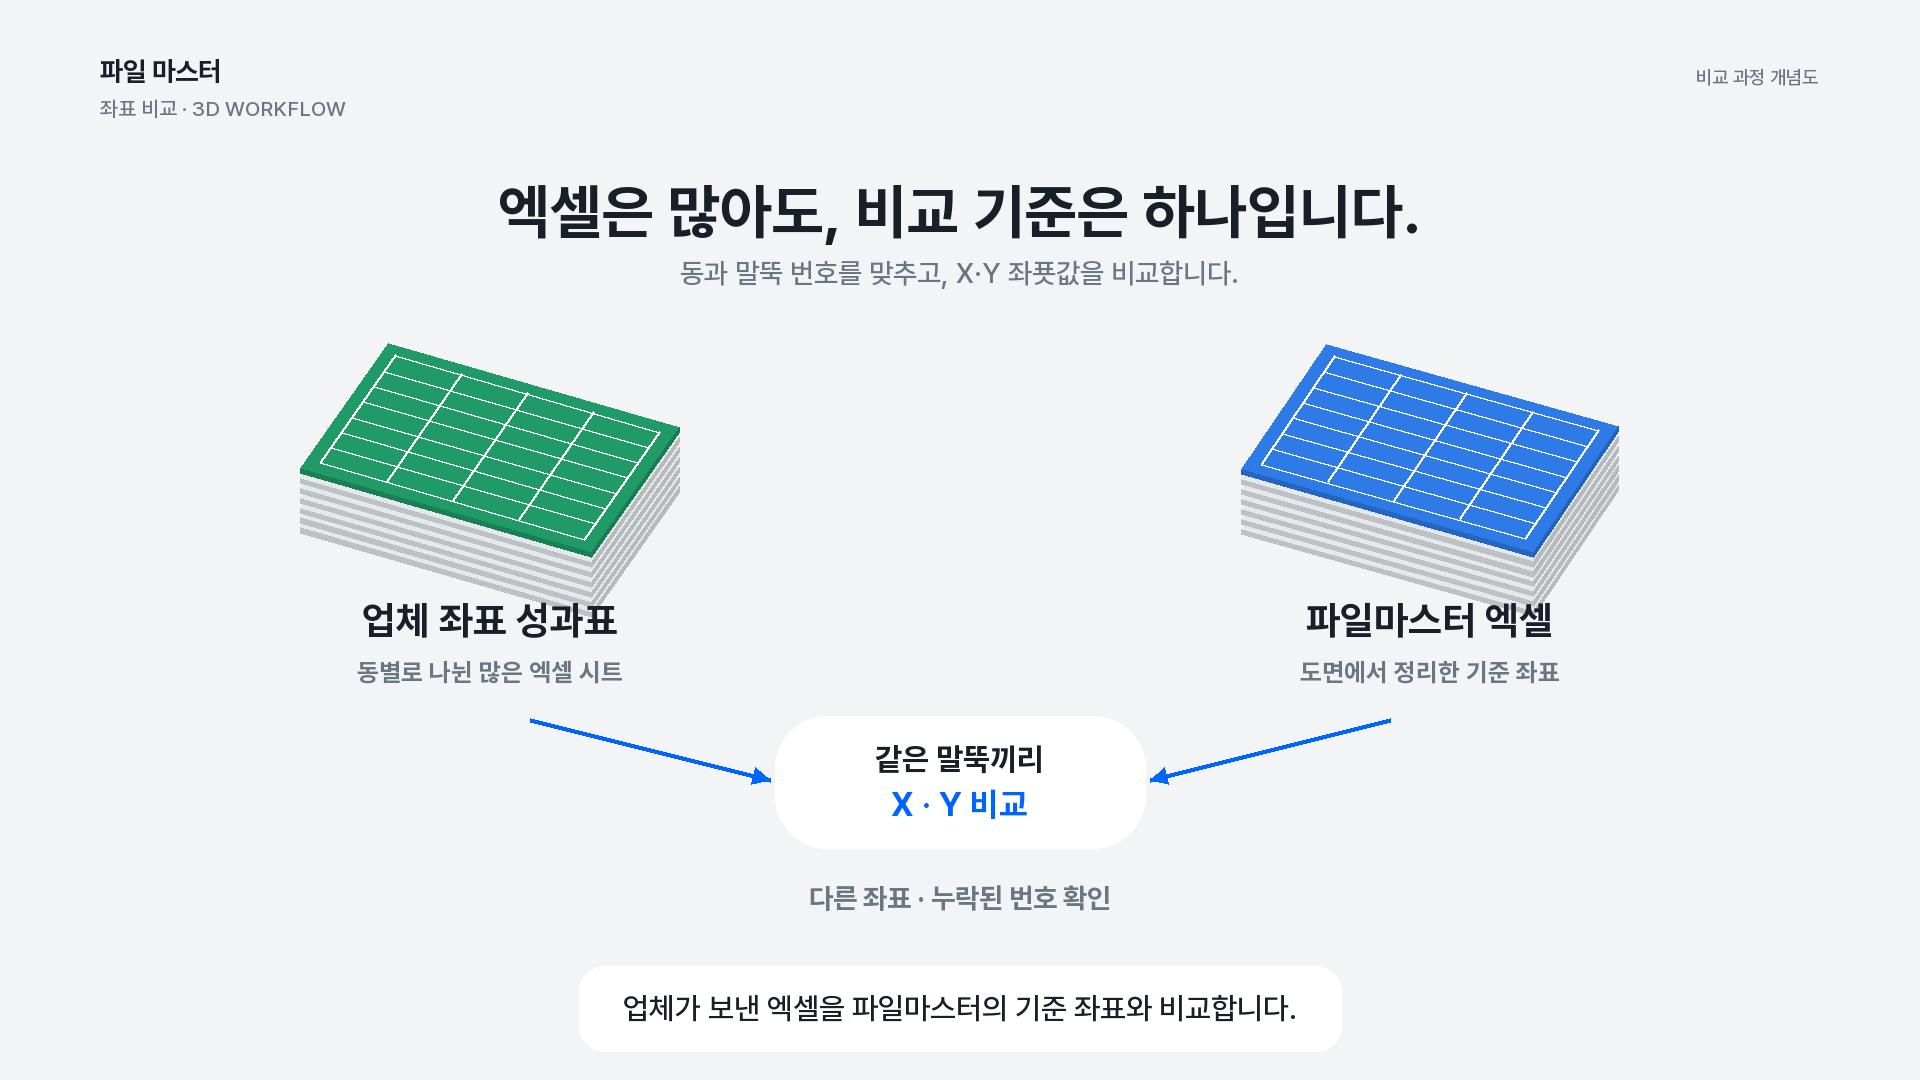 파일 마스터
좌표 비교 · 3D WORKFLOW
비교 과정 개념도
엑셀은 많아도, 비교 기준은 하나입니다.
동과 말뚝 번호를 맞추고, X·Y 좌푯값을 비교합니다.
업체 좌표 성과표
동별로 나뉜 많은 엑셀 시트
파일마스터 엑셀
도면에서 정리한 기준 좌표
같은 말뚝끼리
X · Y 비교
다른 좌표 · 누락된 번호 확인
업체가 보낸 엑셀을 파일마스터의 기준 좌표와 비교합니다.